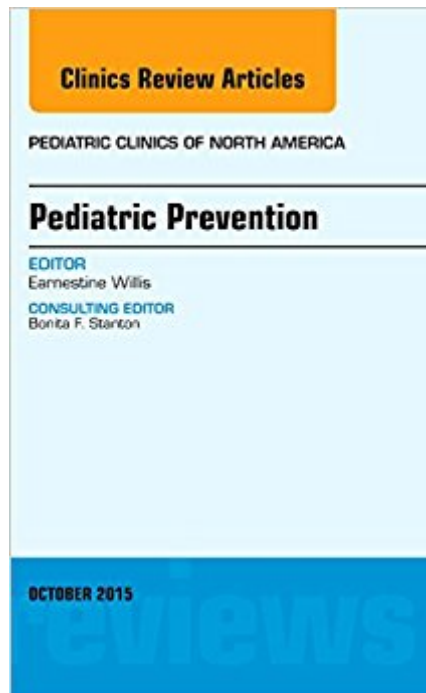 Clinics Review Articles
PEDIATRIC CLINICS OF NORTH AMERICA
Pediatric Prevention
EDITOR
Earnestine Willis
CONSULTING EDITOR
Bonita F. Stanton
OCTOBER 2015
reviews